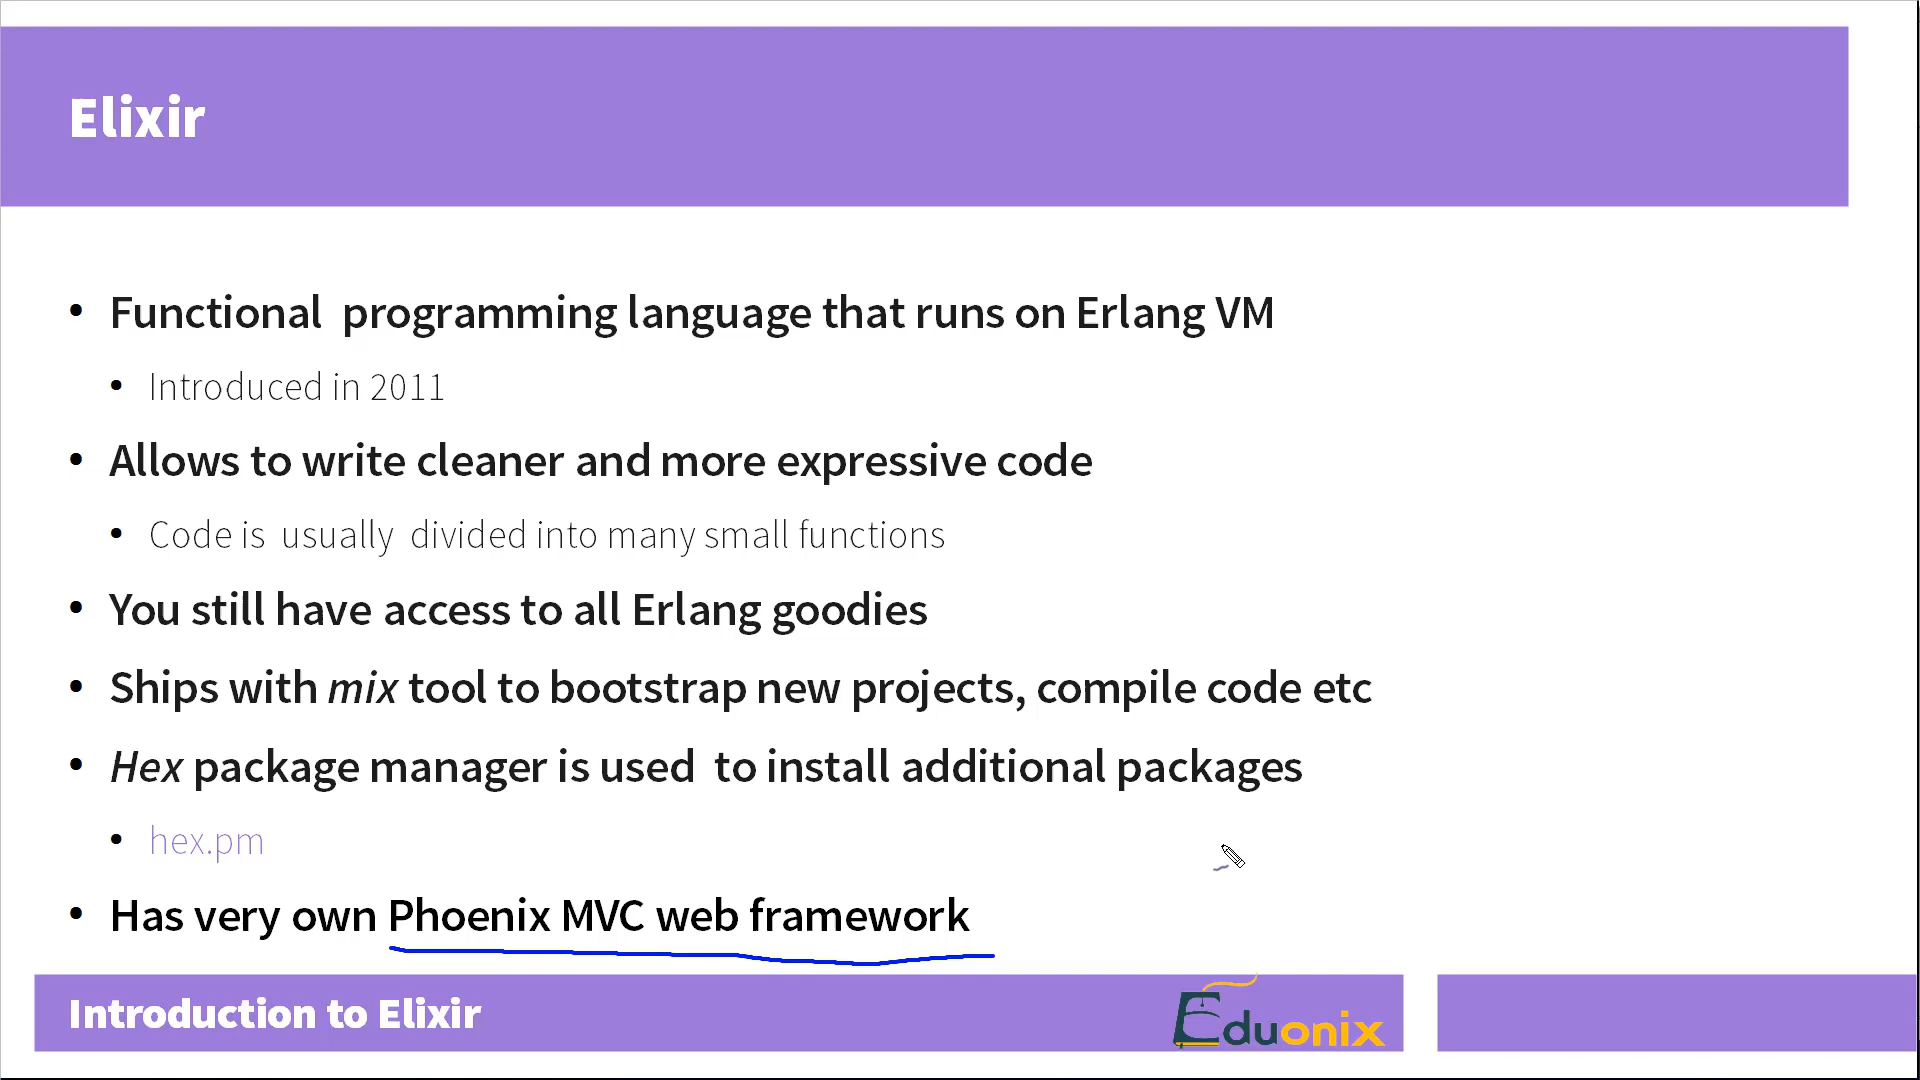 Elixir
• Functional programming language that runs on Erlang VM
• Introduced in 2011
• Allows to write cleaner and more expressive code
• Code is usually divided into many small functions
• You still have access to all Erlang goodies
• Ships with mix tool to bootstrap new projects, compile code etc
• Hex package manager is used to install additional packages
• hex.pm
• Has very own Phoenix MVC web framework
Introduction to Elixir
Eduonix